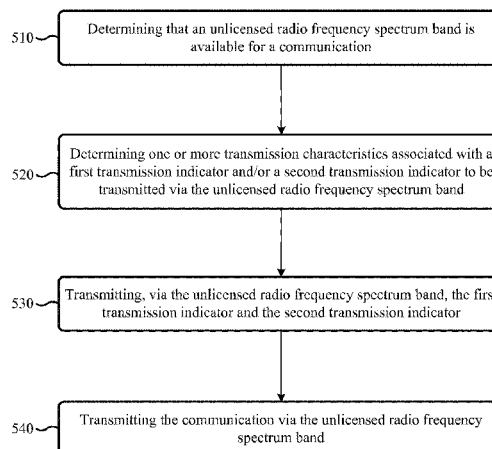 510
Determining that an unlicensed radio frequency spectrum band is
available for a communication
520
Determining one or more transmission characteristics associated with a
first transmission indicator and/or a second transmission indicator to be
transmitted via the unlicensed radio frequency spectrum band
530
Transmitting, via the unlicensed radio frequency spectrum band, the first
transmission indicator and the second transmission indicator
540
Transmitting the communication via the unlicensed radio frequency
spectrum band